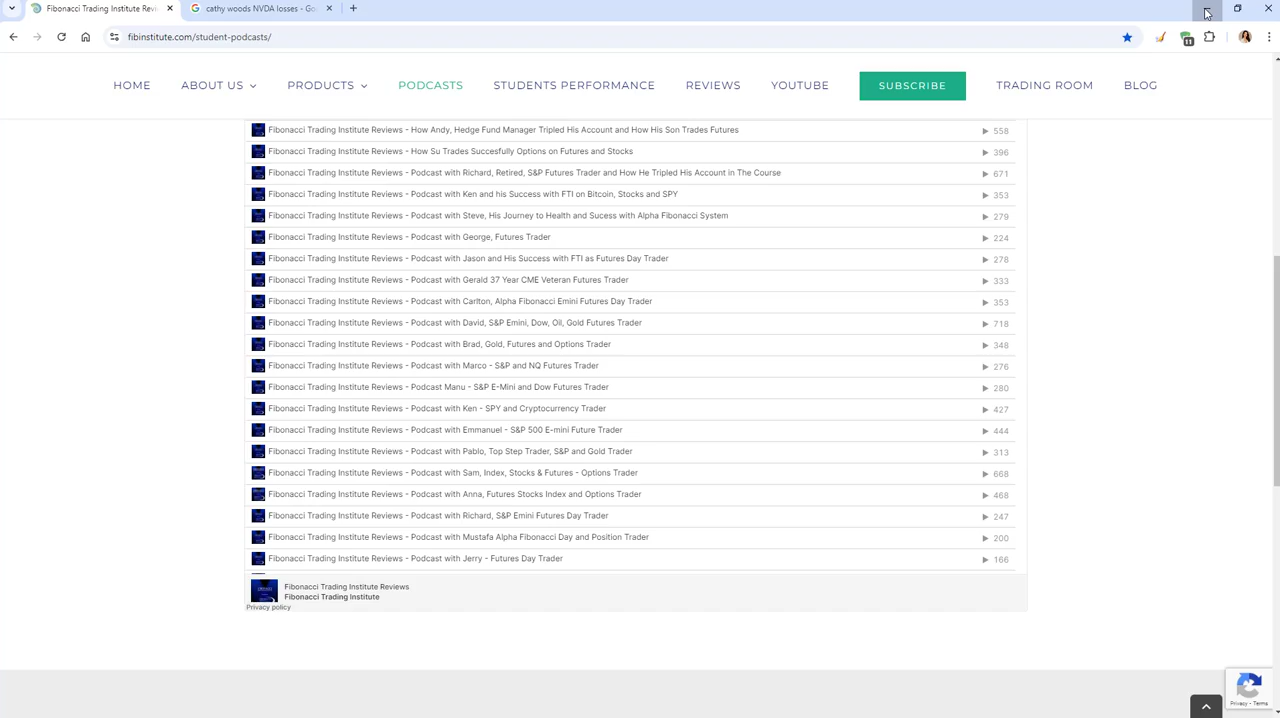 Fibonacci Trading Institute Revi
cathy woods NVDA losses - Go
fibinstitute.com/student-podcasts/
11
HOME
ABOUT US
PRODUCTS
PODCASTS
STUDENTS PERFORMANCE
REVIEWS
YOUTUBE
SUBSCRIBE
TRADING ROOM
BLOG
Fibonacci Trading Institute Reviews - How Andy, Hedge Fund Manager Tripled His Account and How His Son Trades Futures 558
Fibonacci Trading Institute Reviews - How Su Trades Succesfully Options on Futures and Stocks 396
Fibonacci Trading Institute Reviews - Podcast with Richard, Retired, S&P Futures Trader and How He Tripled His Account in The Course 671
Fibonacci Trading Institute Reviews - Podcast with Ken and his Success with FTI on Bitcoin, Stocks and SPY 353
Fibonacci Trading Institute Reviews - Podcast with Steve, His Journey to Health and Sucess with Alpha Fibonacci System 279
Fibonacci Trading Institute Reviews - Podcast with George, Futures Trader 224
Fibonacci Trading Institute Reviews - Podcast with Jason and His Success with FTI as Futures Day Trader 278
Fibonacci Trading Institute Reviews - Podcast with Gerald 37 Year CME Veteran Futures Trader 333
Fibonacci Trading Institute Reviews - Podcast with Carlton, Alpha Fibonacci Emini Futures Day Trader 353
Fibonacci Trading Institute Reviews - Podcast with David, S&P Emini, Dow, Oil, Gold Futures Trader 718
Fibonacci Trading Institute Reviews - Podcast with Brad, Gold, Futures and Options Trader 348
Fibonacci Trading Institute Reviews - Podcast with Marco - S&P and NQ Futures Trader 276
Fibonacci Trading Institute Reviews - Podcast Manu - S&P E-Mini and Dow Futures Trader 280
Fibonacci Trading Institute Reviews - Podcast with Ken - SPY and Cryptocurrency Trader 427
Fibonacci Trading Institute Reviews - Podcast with Emmanuel - S&P 500 E-mini Future Trader 444
Fibonacci Trading Institute Reviews - Podcast with Pablo, Top Step Trader, S&P and Gold Trader 313
Fibonacci Trading Institute Reviews - Podcast with Sam, Index, Stocks & Futures - Options Trader 668
Fibonacci Trading Institute Reviews - Podcast with Anna, Futures Stocks Index and Options Trader 468
Fibonacci Trading Institute Reviews - Podcast with Richard, S&P Emini Futures Day Trader 247
Fibonacci Trading Institute Reviews - Podcast with Mustafa Alpha Fibonacci Day and Position Trader 200
Fibonacci Trading Institute Reviews - Podcast with Jerry - Futures Day Trader 166
Fibonacci Trading Institute Reviews
Fibonacci Trading Institute
Privacy policy
Privacy - Terms